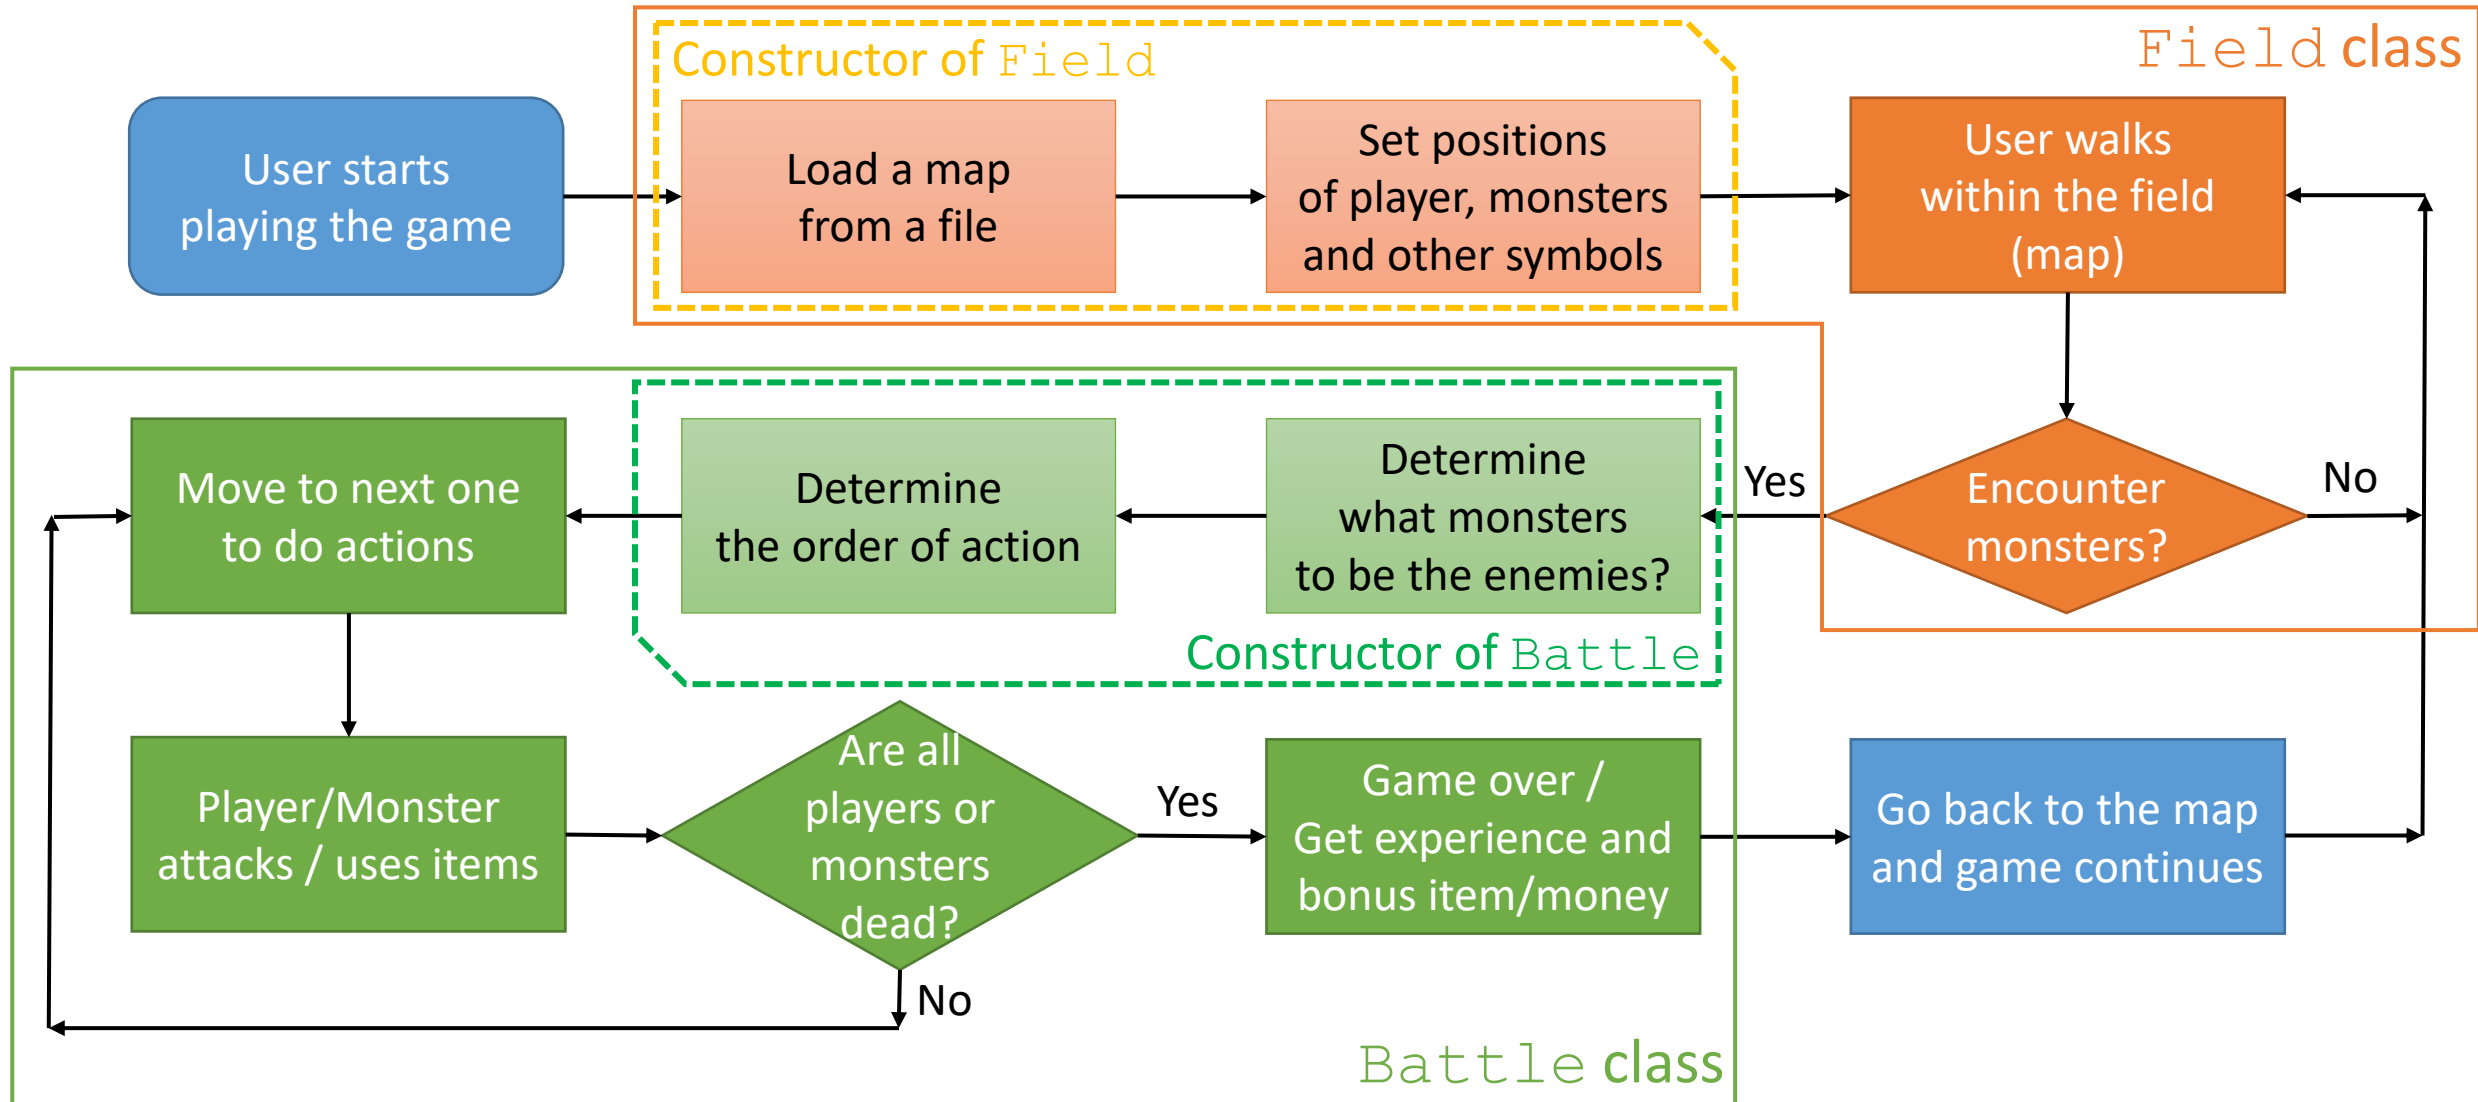 Constructor of Field
Field class
User starts
playing the game
Load a map
from a file
Set positions
of player, monsters
and other symbols
User walks
within the field
(map)
Move to next one
to do actions
Determine
the order of action
Determine
what monsters
to be the enemies?
Yes
Encounter
monsters?
No
Constructor of Battle
Player/Monster
attacks / uses items
Are all
players or
monsters
dead?
Yes
Game over /
Get experience and
bonus item/money
Go back to the map
and game continues
No
Battle class